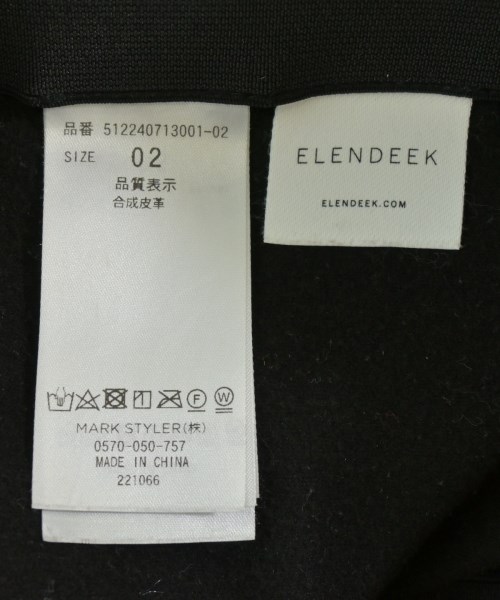 品番 512240713001-02
SIZE 02
品質表示
合成皮革
F W
MARK STYLER(株)
0570-050-757
MADE IN CHINA
221066
ELENDEEK
ELENDEEK.COM